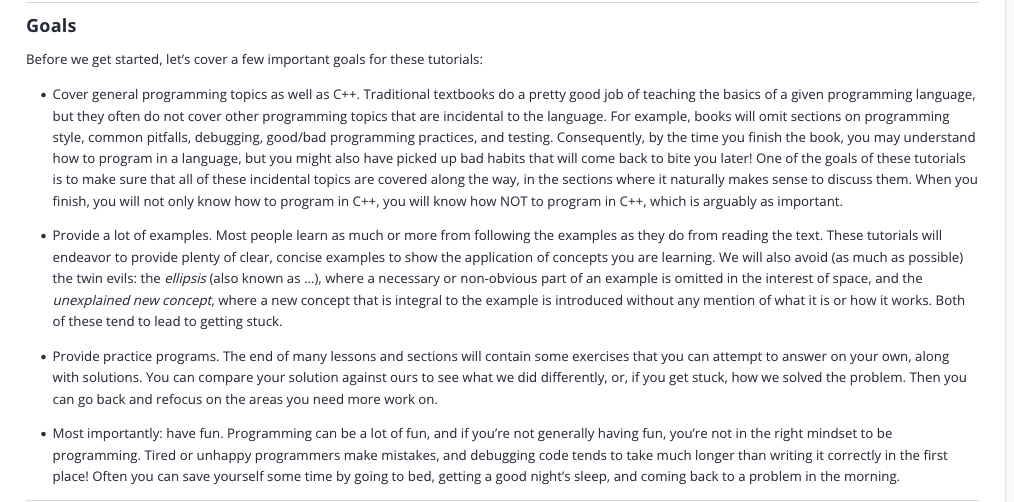 Goals
Before we get started, let's cover a few important goals for these tutorials:
• Cover general programming topics as well as C++. Traditional textbooks do a pretty good job of teaching the basics of a given programming language,
but they often do not cover other programming topics that are incidental to the language. For example, books will omit sections on programming
style, common pitfalls, debugging, good/bad programming practices, and testing. Consequently, by the time you finish the book, you may understand
how to program in a language, but you might also have picked up bad habits that will come back to bite you later! One of the goals of these tutorials
is to make sure that all of these incidental topics are covered along the way, in the sections where it naturally makes sense to discuss them. When you
finish, you will not only know how to program in C++, you will know how NOT to program in C++, which is arguably as important.
• Provide a lot of examples. Most people learn as much or more from following the examples as they do from reading the text. These tutorials will
endeavor to provide plenty of clear, concise examples to show the application of concepts you are learning. We will also avoid (as much as possible)
the twin evils: the ellipsis (also known as ...), where a necessary or non-obvious part of an example is omitted in the interest of space, and the
unexplained new concept, where a new concept that is integral to the example is introduced without any mention of what it is or how it works. Both
of these tend to lead to getting stuck.
• Provide practice programs. The end of many lessons and sections will contain some exercises that you can attempt to answer on your own, along
with solutions. You can compare your solution against ours to see what we did differently, or, if you get stuck, how we solved the problem. Then you
can go back and refocus on the areas you need more work on.
• Most importantly: have fun. Programming can be a lot of fun, and if you're not generally having fun, you're not in the right mindset to be
programming. Tired or unhappy programmers make mistakes, and debugging code tends to take much longer than writing it correctly in the first
place! Often you can save yourself some time by going to bed, getting a good night's sleep, and coming back to a problem in the morning.